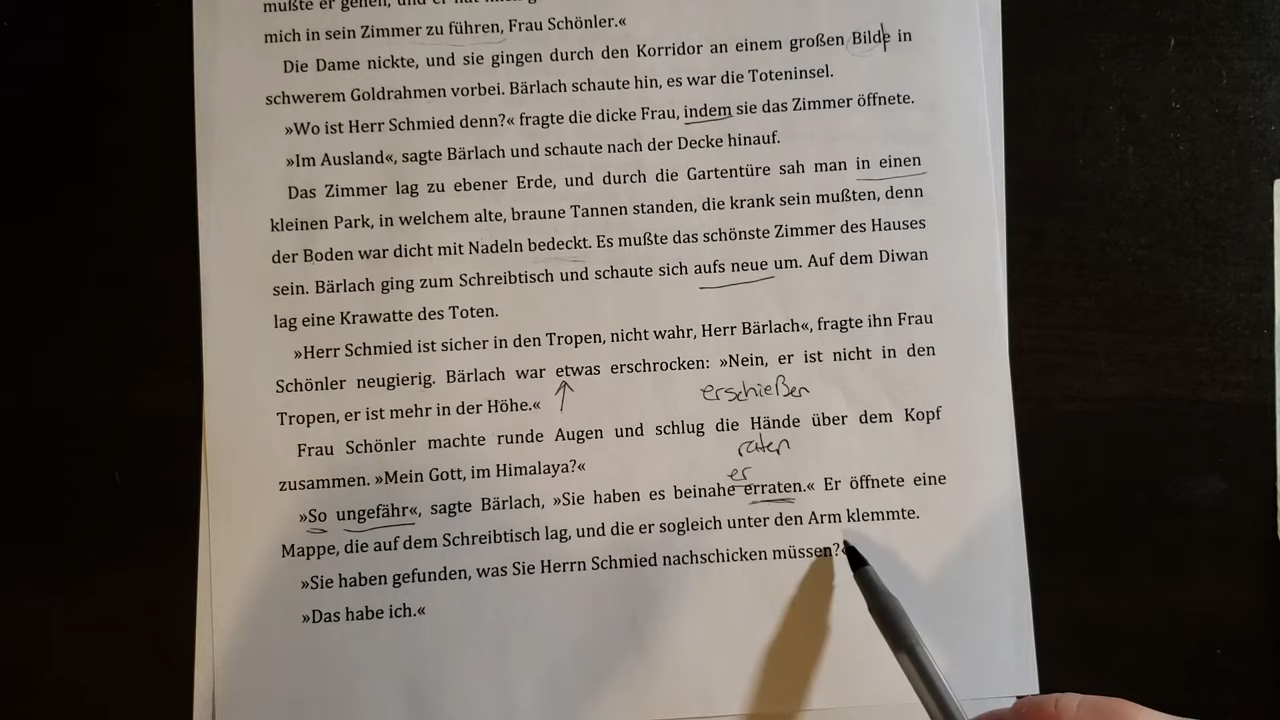 mußte er gehen, und er hat mich g
mich in sein Zimmer zu führen, Frau Schönler.«
Die Dame nickte, und sie gingen durch den Korridor an einem großen Bilde in
schwerem Goldrahmen vorbei. Bärlach schaute hin, es war die Toteninsel.
»Wo ist Herr Schmied denn?« fragte die dicke Frau, indem sie das Zimmer öffnete.
»Im Ausland«, sagte Bärlach und schaute nach der Decke hinauf.
Das Zimmer lag zu ebener Erde, und durch die Gartentüre sah man in einen
kleinen Park, in welchem alte, braune Tannen standen, die krank sein mußten, denn
der Boden war dicht mit Nadeln bedeckt. Es mußte das schönste Zimmer des Hauses
sein. Bärlach ging zum Schreibtisch und schaute sich aufs neue um. Auf dem Diwan
lag eine Krawatte des Toten.
»Herr Schmied ist sicher in den Tropen, nicht wahr, Herr Bärlach«, fragte ihn Frau
Schönler neugierig. Bärlach war etwas erschrocken: »Nein, er ist nicht in den
erschießen
Tropen, er ist mehr in der Höhe.«
Frau Schönler machte runde Augen und schlug die Hände über dem Kopf
raten
zusammen. »Mein Gott, im Himalaya?«
er
»So ungefähr«, sagte Bärlach, »Sie haben es beinahe erraten.« Er öffnete eine
Mappe, die auf dem Schreibtisch lag, und die er sogleich unter den Arm klemmte.
»Sie haben gefunden, was Sie Herrn Schmied nachschicken müssen?«
»Das habe ich.«